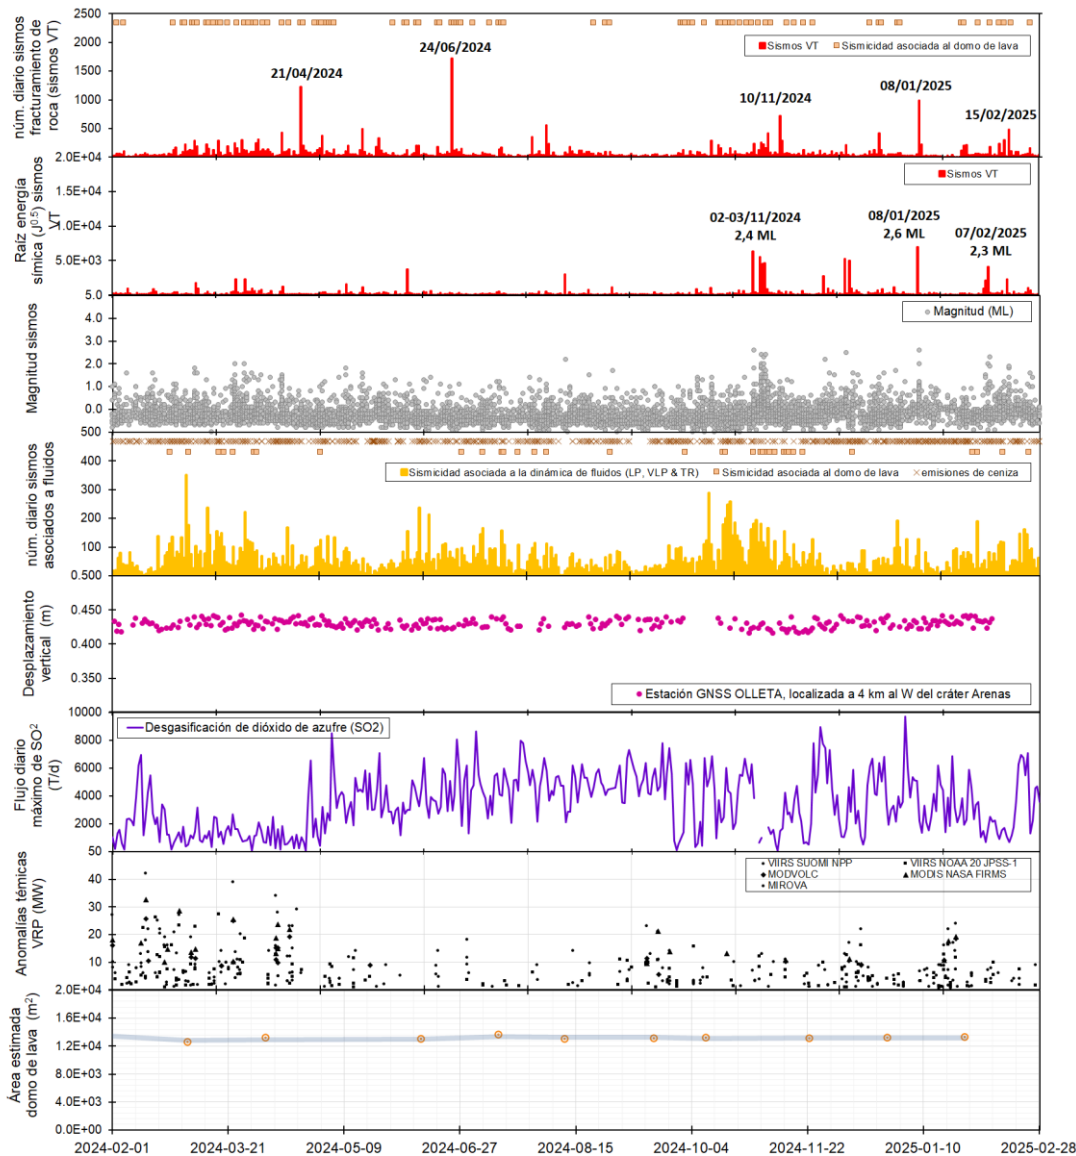 núm. diario sismos
fracturamiento de
roca (sismos VT)
2500
2000
1500
1000
500
2.0E+04
Sismos VT
Sismicidad asociada al domo de lava
21/04/2024
24/06/2024
10/11/2024
08/01/2025
15/02/2025
Raíz energía
símica (J0.5) sismos
VT
1.5E+04
1.0E+04
5.0E+03
5.0
Sismos VT
02-03/11/2024
2,4 ML
08/01/2025
2,6 ML
07/02/2025
2,3 ML
Magnitud sismos
4.0
3.0
2.0
1.0
0.0
500
Magnitud (ML)
núm. diario sismos
asociados a fluidos
500
400
300
200
100
0.500
Sismicidad asociada a la dinámica de fluidos (LP, VLP & TR)
Sismicidad asociada al domo de lava
emisiones de ceniza
Desplazamiento
vertical (m)
0.450
0.400
0.350
10000
Estación GNSS OLLETA, localizada a 4 km al W del cráter Arenas
Flujo diario
máximo de SO2
(T/d)
8000
6000
4000
2000
50
Desgasificación de dióxido de azufre (SO2)
Anomalías témicas
VRP (MW)
40
30
20
10
2.0E+04
VIIRS SUOMI NPP
VIIRS NOAA 20 JPSS-1
MODVOLC
MODIS NASA FIRMS
MIROVA
Área estimada
domo de lava (m2)
1.6E+04
1.2E+04
8.0E+03
4.0E+03
0.0E+00
2024-02-01
2024-03-21
2024-05-09
2024-06-27
2024-08-15
2024-10-04
2024-11-22
2025-01-10
2025-02-28